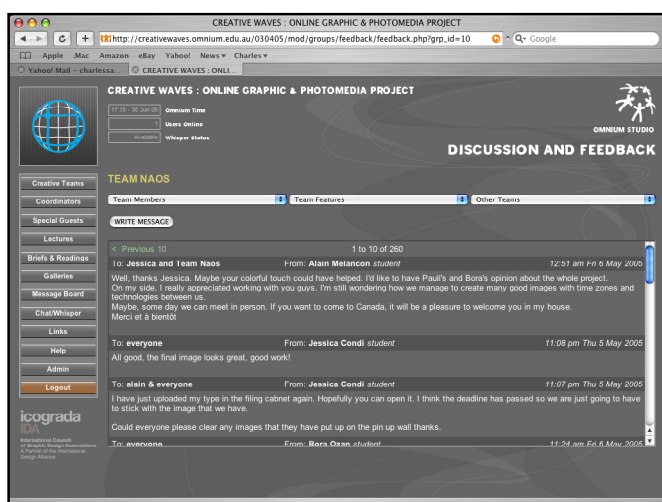 CREATIVE WAVES : ONLINE GRAPHIC & PHOTOMEDIA PROJECT
http://creativewaves.omnium.edu.au/030405/mod/groups/feedback/feedback.php?grp_id=10
Google
Apple .Mac Amazon eBay Yahoo! News Charles
Yahoo! Mail - charlessa...
CREATIVE WAVES : ONLI...
CREATIVE WAVES : ONLINE GRAPHIC & PHOTOMEDIA PROJECT
17:16 - 30 Jun 05 Omnium Time
1 Users Online
Available Whisper Status
OMNIUM STUDIO
DISCUSSION AND FEEDBACK
Creative Teams
Coordinators
Special Guests
Lectures
Briefs & Readings
Galleries
Message Board
Chat/Whisper
Links
Help
Admin
Logout
icograda
IDA
International Council
of Graphic Design Associations
A Partner of the International
Design Alliance
TEAM NAOS
Team Members
Team Features
Other Teams
WRITE MESSAGE
< Previous 10
1 to 10 of 260
To: Jessica and Team Naos From: Alain Melancon student 12:51 am Fri 6 May 2005
Well, thanks Jessica. Maybe your colorful touch could have helped. I'd like to have Pauli's and Bora's opinion about the whole project.
On my side. I really appreciated working with you guys. I'm still wondering how we manage to create many good images with time zones and
technologies between us.
Maybe, some day we can meet in person. If you want to come to Canada, it will be a pleasure to welcome you in my house.
Merci et à bientôt
To: everyone From: Jessica Condi student 11:08 pm Thu 5 May 2005
All good, the final image looks great, good work!
To: alain & everyone From: Jessica Condi student 11:07 pm Thu 5 May 2005
I have just uploaded my type in the filing cabnet again. Hopefully you can open it. I think the deadline has passed so we are just going to have
to stick with the image that we have.
Could everyone please clear any images that they have put up on the pin up wall thanks.
To: everyone From: Bora Ozan student 11:24 am Fri 6 May 2005